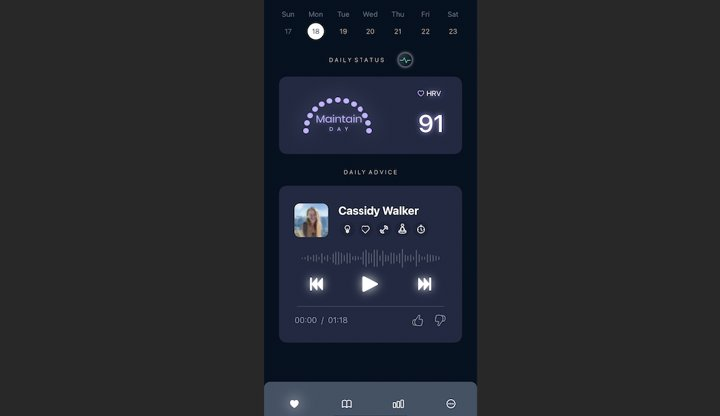 Sun Mon Tue Wed Thu Fri Sat
17 18 19 20 21 22 23
DAILY STATUS
HRV
Maintain
DAY
91
DAILY ADVICE
Cassidy Walker
00:00 / 01:18